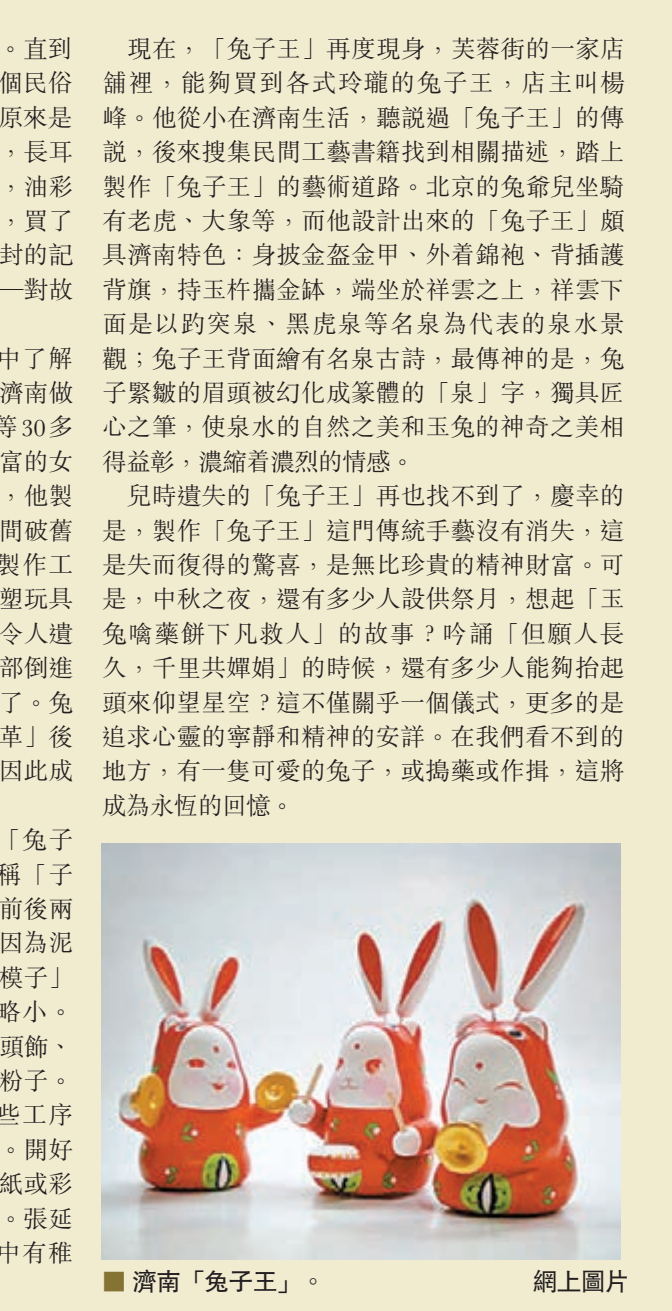 。直到
個民俗
原來是
，長耳
，油彩
，買了
封的記
—對故
中了解
濟南做
等30多
富的女
，他製
間破舊
製作工
塑玩具
令人遺
部倒進
了。兔
革」後
因此成
「兔子
稱「子
前後兩
因為泥
模子」
略小。
頭飾、
粉子。
些工序
。開好
紙或彩
。張延
中有稚
現在，「兔子王」再度現身，芙蓉街的一家店
舖裡，能夠買到各式玲瓏的兔子王，店主叫楊
峰。他從小在濟南生活，聽説過「兔子王」的傳
説，後來搜集民間工藝書籍找到相關描述，踏上
製作「兔子王」的藝術道路。北京的兔爺兒坐騎
有老虎、大象等，而他設計出來的「兔子王」頗
具濟南特色：身披金盔金甲、外着錦袍、背插護
背旗，持玉杵攜金缽，端坐於祥雲之上，祥雲下
面是以趵突泉、黑虎泉等名泉為代表的泉水景
觀；兔子王背面繪有名泉古詩，最傳神的是，兔
子緊皺的眉頭被幻化成篆體的「泉」字，獨具匠
心之筆，使泉水的自然之美和玉兔的神奇之美相
得益彰，濃縮着濃烈的情感。
兒時遺失的「兔子王」再也找不到了，慶幸的
是，製作「兔子王」這門傳統手藝沒有消失，這
是失而復得的驚喜，是無比珍貴的精神財富。可
是，中秋之夜，還有多少人設供祭月，想起「玉
兔噙藥餅下凡救人」的故事？吟誦「但願人長
久，千里共嬋娟」的時候，還有多少人能夠抬起
頭來仰望星空？這不僅關乎一個儀式，更多的是
追求心靈的寧靜和精神的安詳。在我們看不到的
地方，有一隻可愛的兔子，或搗藥或作揖，這將
成為永恆的回憶。
■ 濟南「兔子王」。 網上圖片